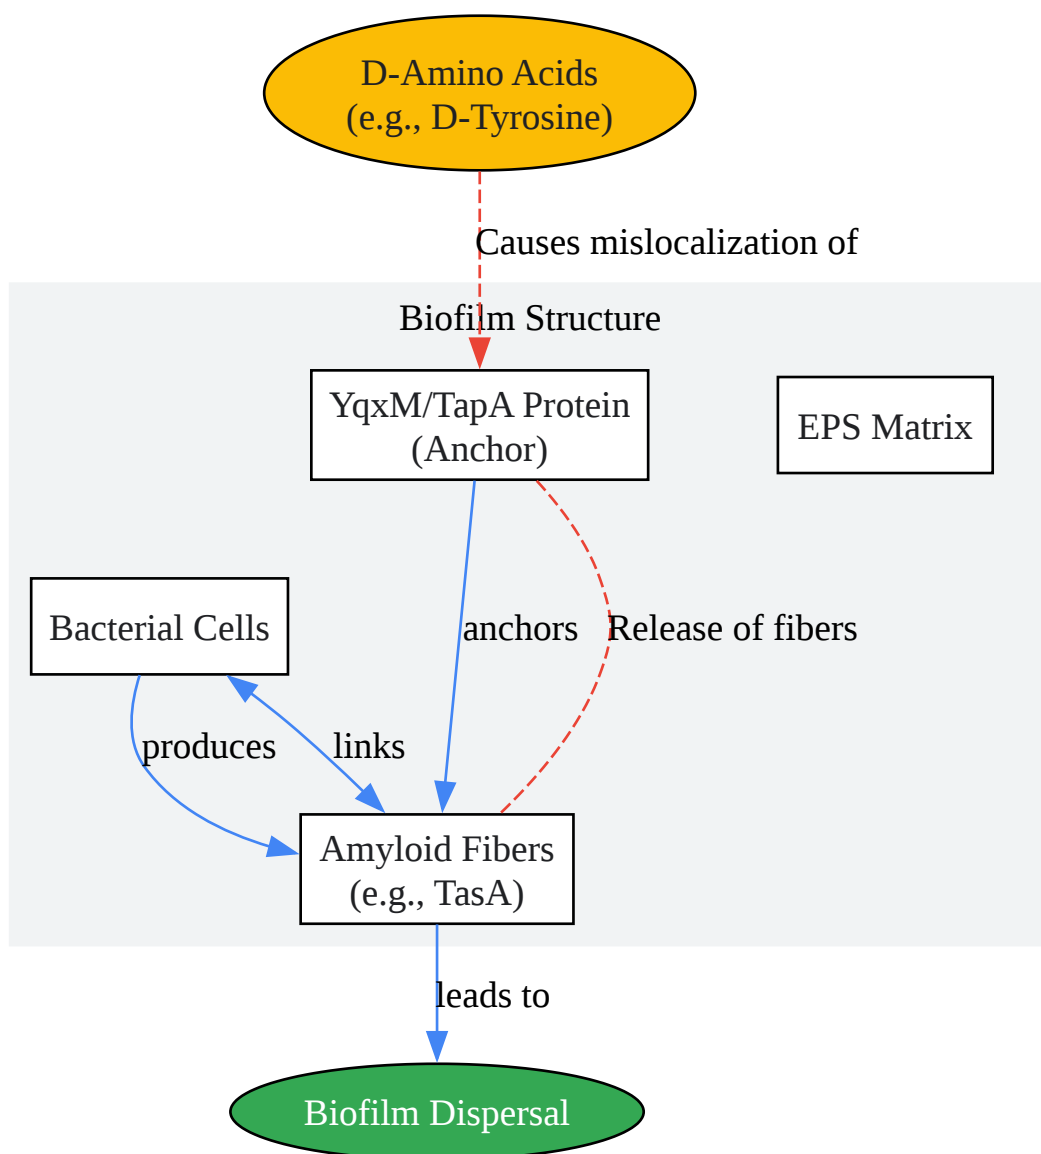 D-Amino Acids
(e.g., D-Tyrosine)
Causes mislocalization of
Biofilm Structure
YqxM/TapA Protein
(Anchor)
EPS Matrix
Bacterial Cells
anchors
Release of fibers
produces
links
Amyloid Fibers
(e.g., TasA)
leads to
Biofilm Dispersal